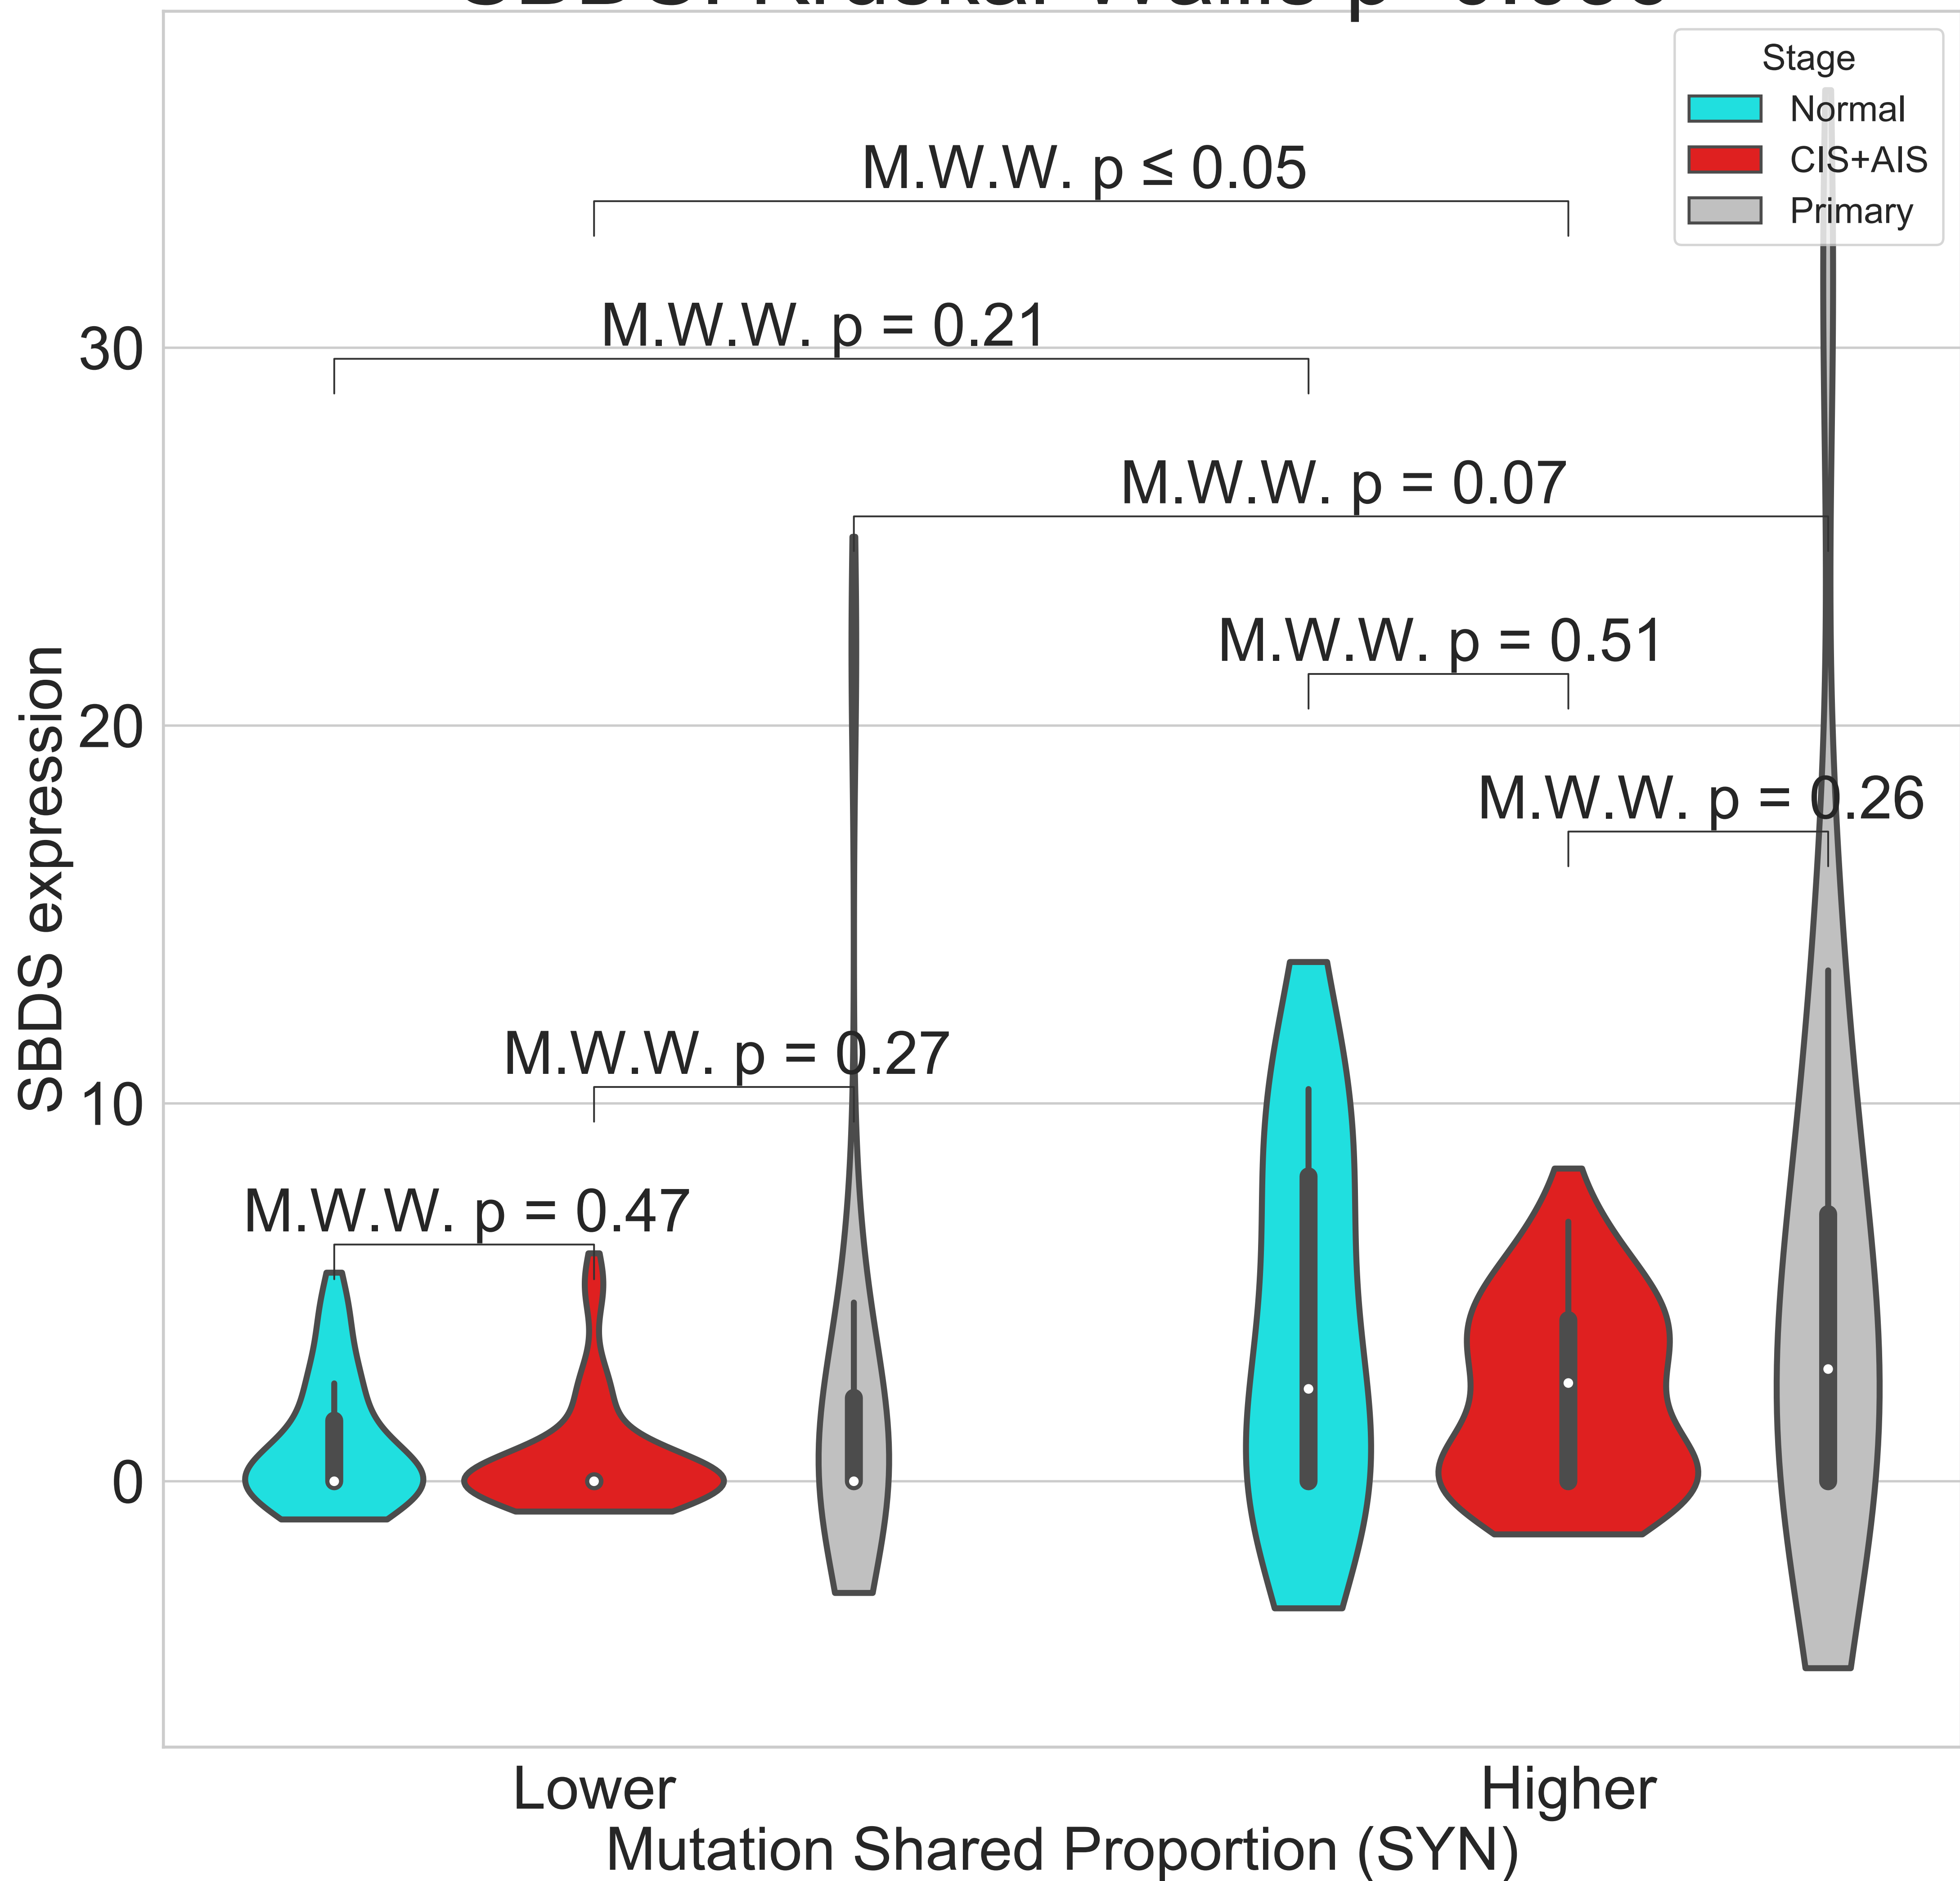 Stage
Normal
CIS+AIS
Primary
M.W.W. p ≤ 0.05
M.W.W. p = 0.21
M.W.W. p = 0.07
M.W.W. p = 0.51
M.W.W. p = 0.26
M.W.W. p = 0.27
M.W.W. p = 0.47
30
20
10
0
SBDS expression
Lower
Higher
Mutation Shared Proportion (SYN)